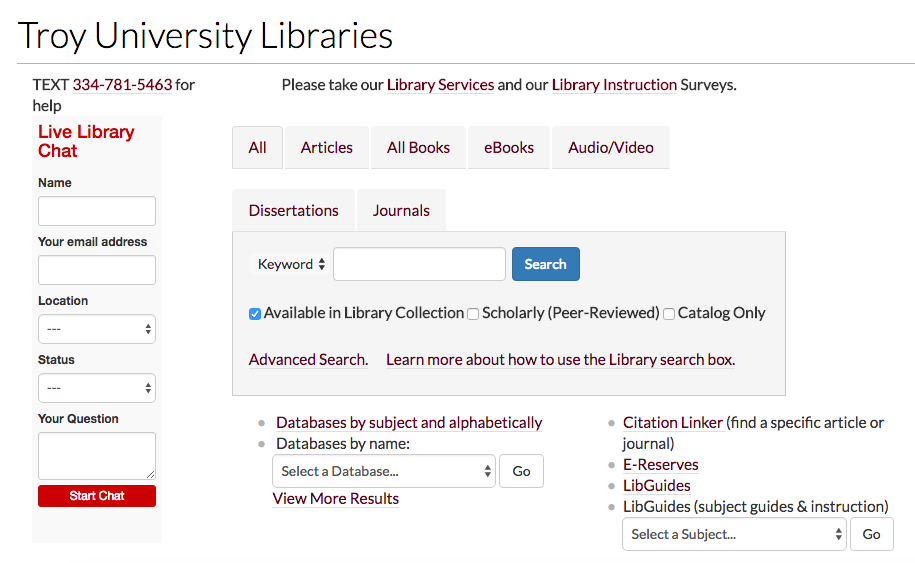 Troy University Libraries
TEXT 334-781-5463 for
help
Please take our Library Services and our Library Instruction Surveys.
Live Library
Chat
Name
Your email address
Location
---
Status
---
Your Question
Start Chat
All Articles All Books eBooks Audio/Video
Dissertations Journals
Keyword Search
Available in Library Collection Scholarly (Peer-Reviewed) Catalog Only
Advanced Search. Learn more about how to use the Library search box.
Databases by subject and alphabetically
Databases by name:
Select a Database... Go
View More Results
Citation Linker (find a specific article or
journal)
E-Reserves
LibGuides
LibGuides (subject guides & instruction)
Select a Subject... Go